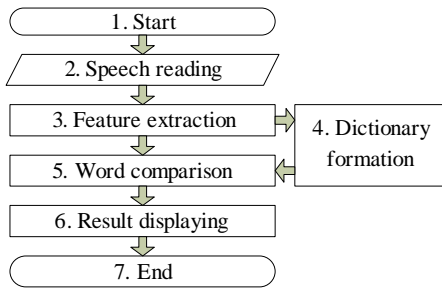 1. Start
2. Speech reading
3. Feature extraction
4. Dictionary
formation
5. Word comparison
6. Result displaying
7. End